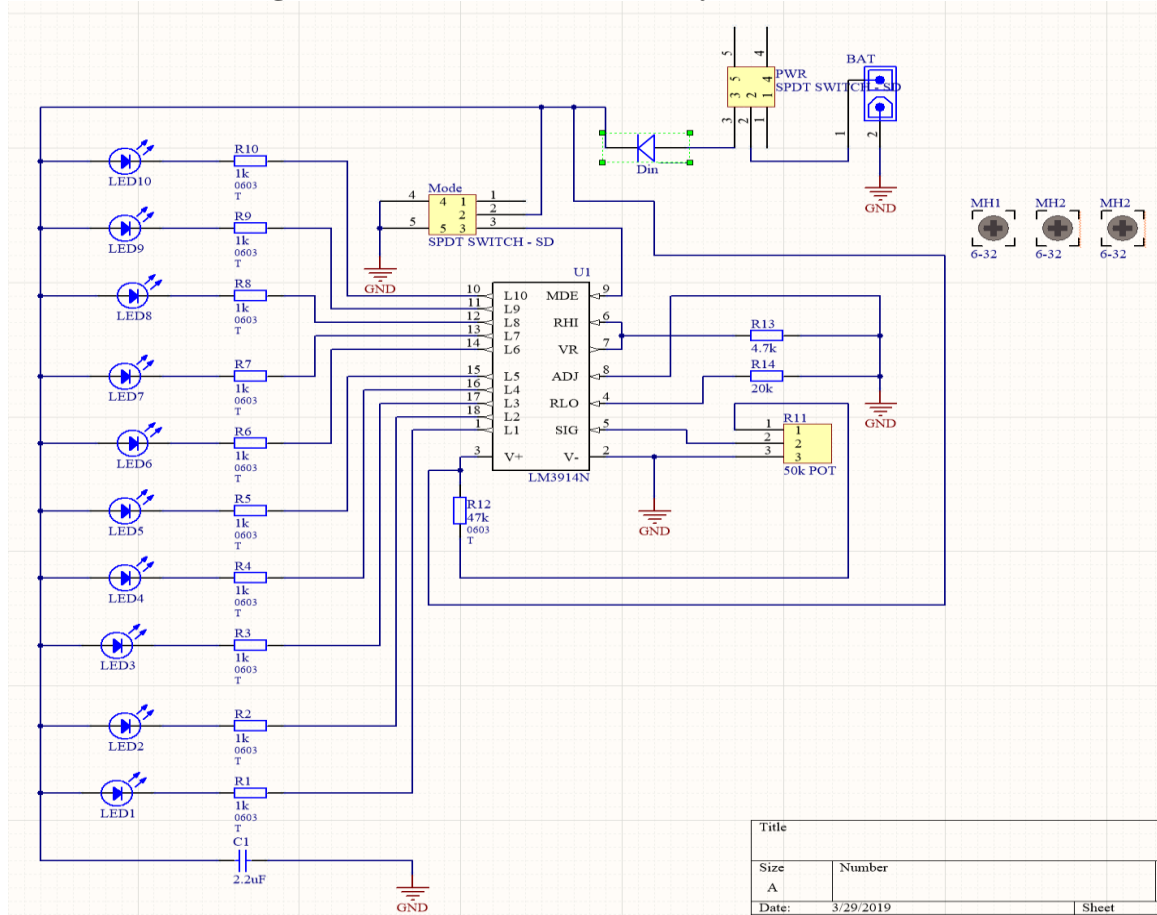 5
4
5
4
3
2
1
3
2
1
PWR
SPDT SWITCH - SD
BAT
1
2
GND
Din
MH1
6-32
MH2
6-32
MH2
6-32
Mode
4
5
4 1
2
5 3
1
2
3
SPDT SWITCH - SD
GND
LED10
R10
1k
0603
T
LED9
R9
1k
0603
T
LED8
R8
1k
0603
T
LED7
R7
1k
0603
T
LED6
R6
1k
0603
T
LED5
R5
1k
0603
T
LED4
R4
1k
0603
T
LED3
R3
1k
0603
T
LED2
R2
1k
0603
T
LED1
R1
1k
0603
T
C1
2.2uF
GND
U1
10 L10 MDE 9
11 L9
12 L8 RHI 6
13 L7
14 L6 VR 7
15 L5 ADJ 8
16 L4
17 L3 RLO 4
18 L2
1 L1 SIG 5
3 V+ V- 2
LM3914N
R12
47k
0603
T
GND
R13
4.7k
R14
20k
GND
R11
1 1
2 2
3 3
50k POT
Title
Size
A
Number
Date:
3/29/2019
Sheet